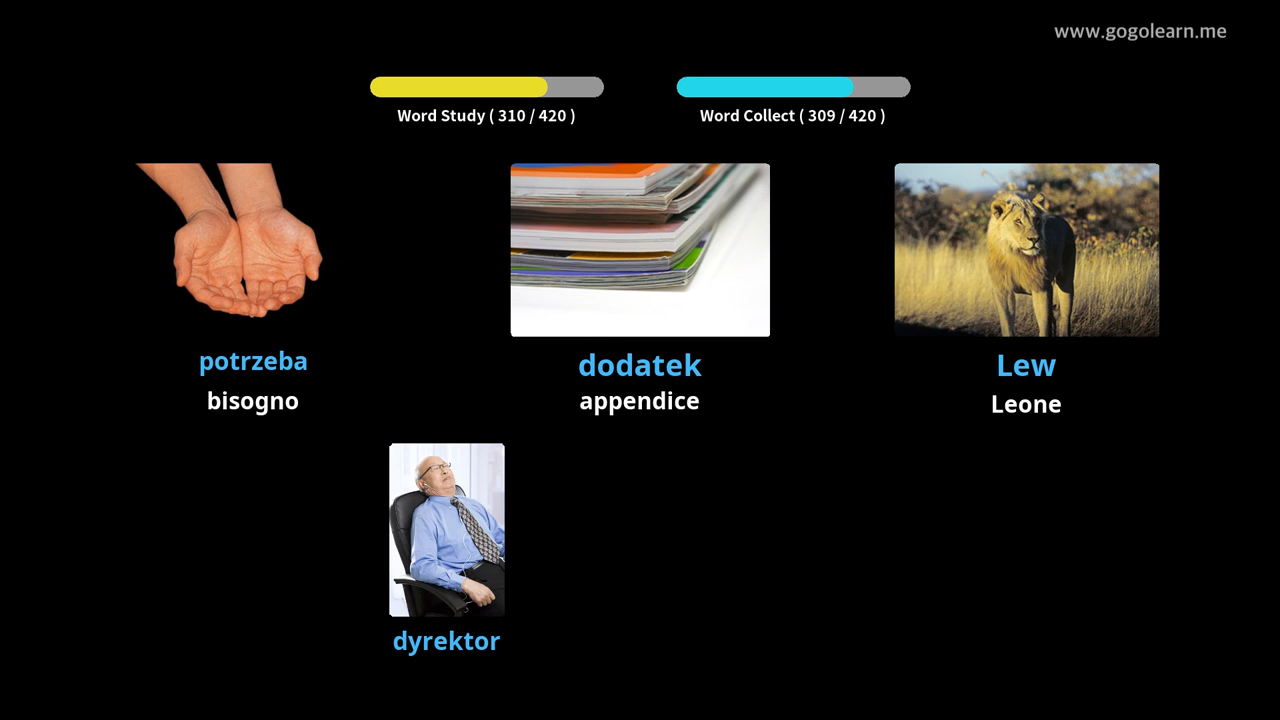 www.gogolearn.me
Word Study ( 310 / 420 )
Word Collect ( 309 / 420 )
potrzeba
bisogno
dodatek
appendice
Lew
Leone
dyrektor